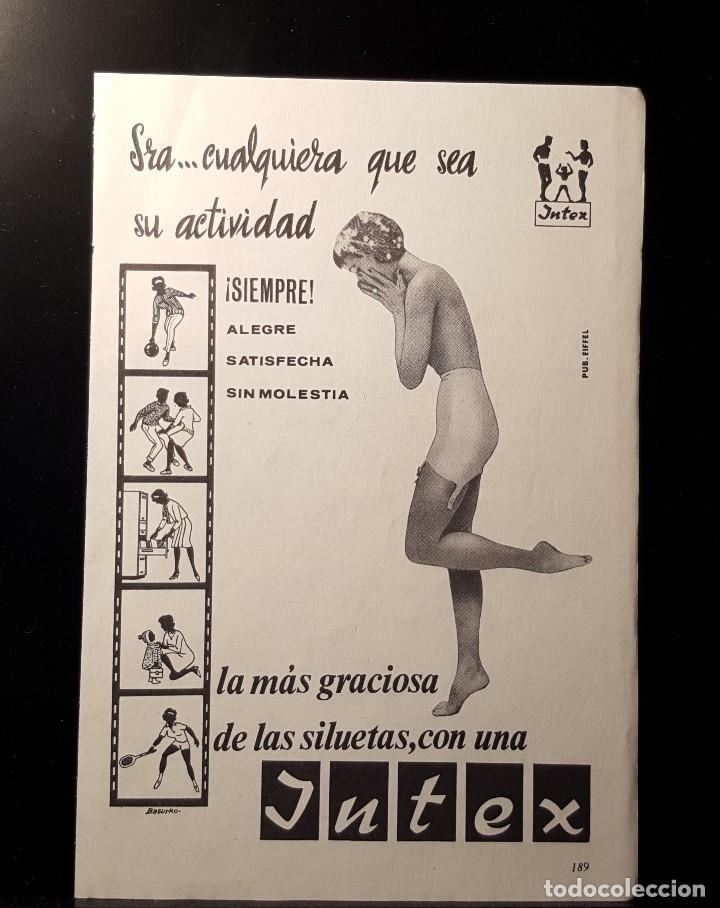 Sra... cualquiera que sea
su actividad
Intex
¡SIEMPRE!
ALEGRE
SATISFECHA
SIN MOLESTIA
PUB. EIFFEL
la más graciosa
de las siluetas, con una
Intex
BASURKO-
189
todocoleccion